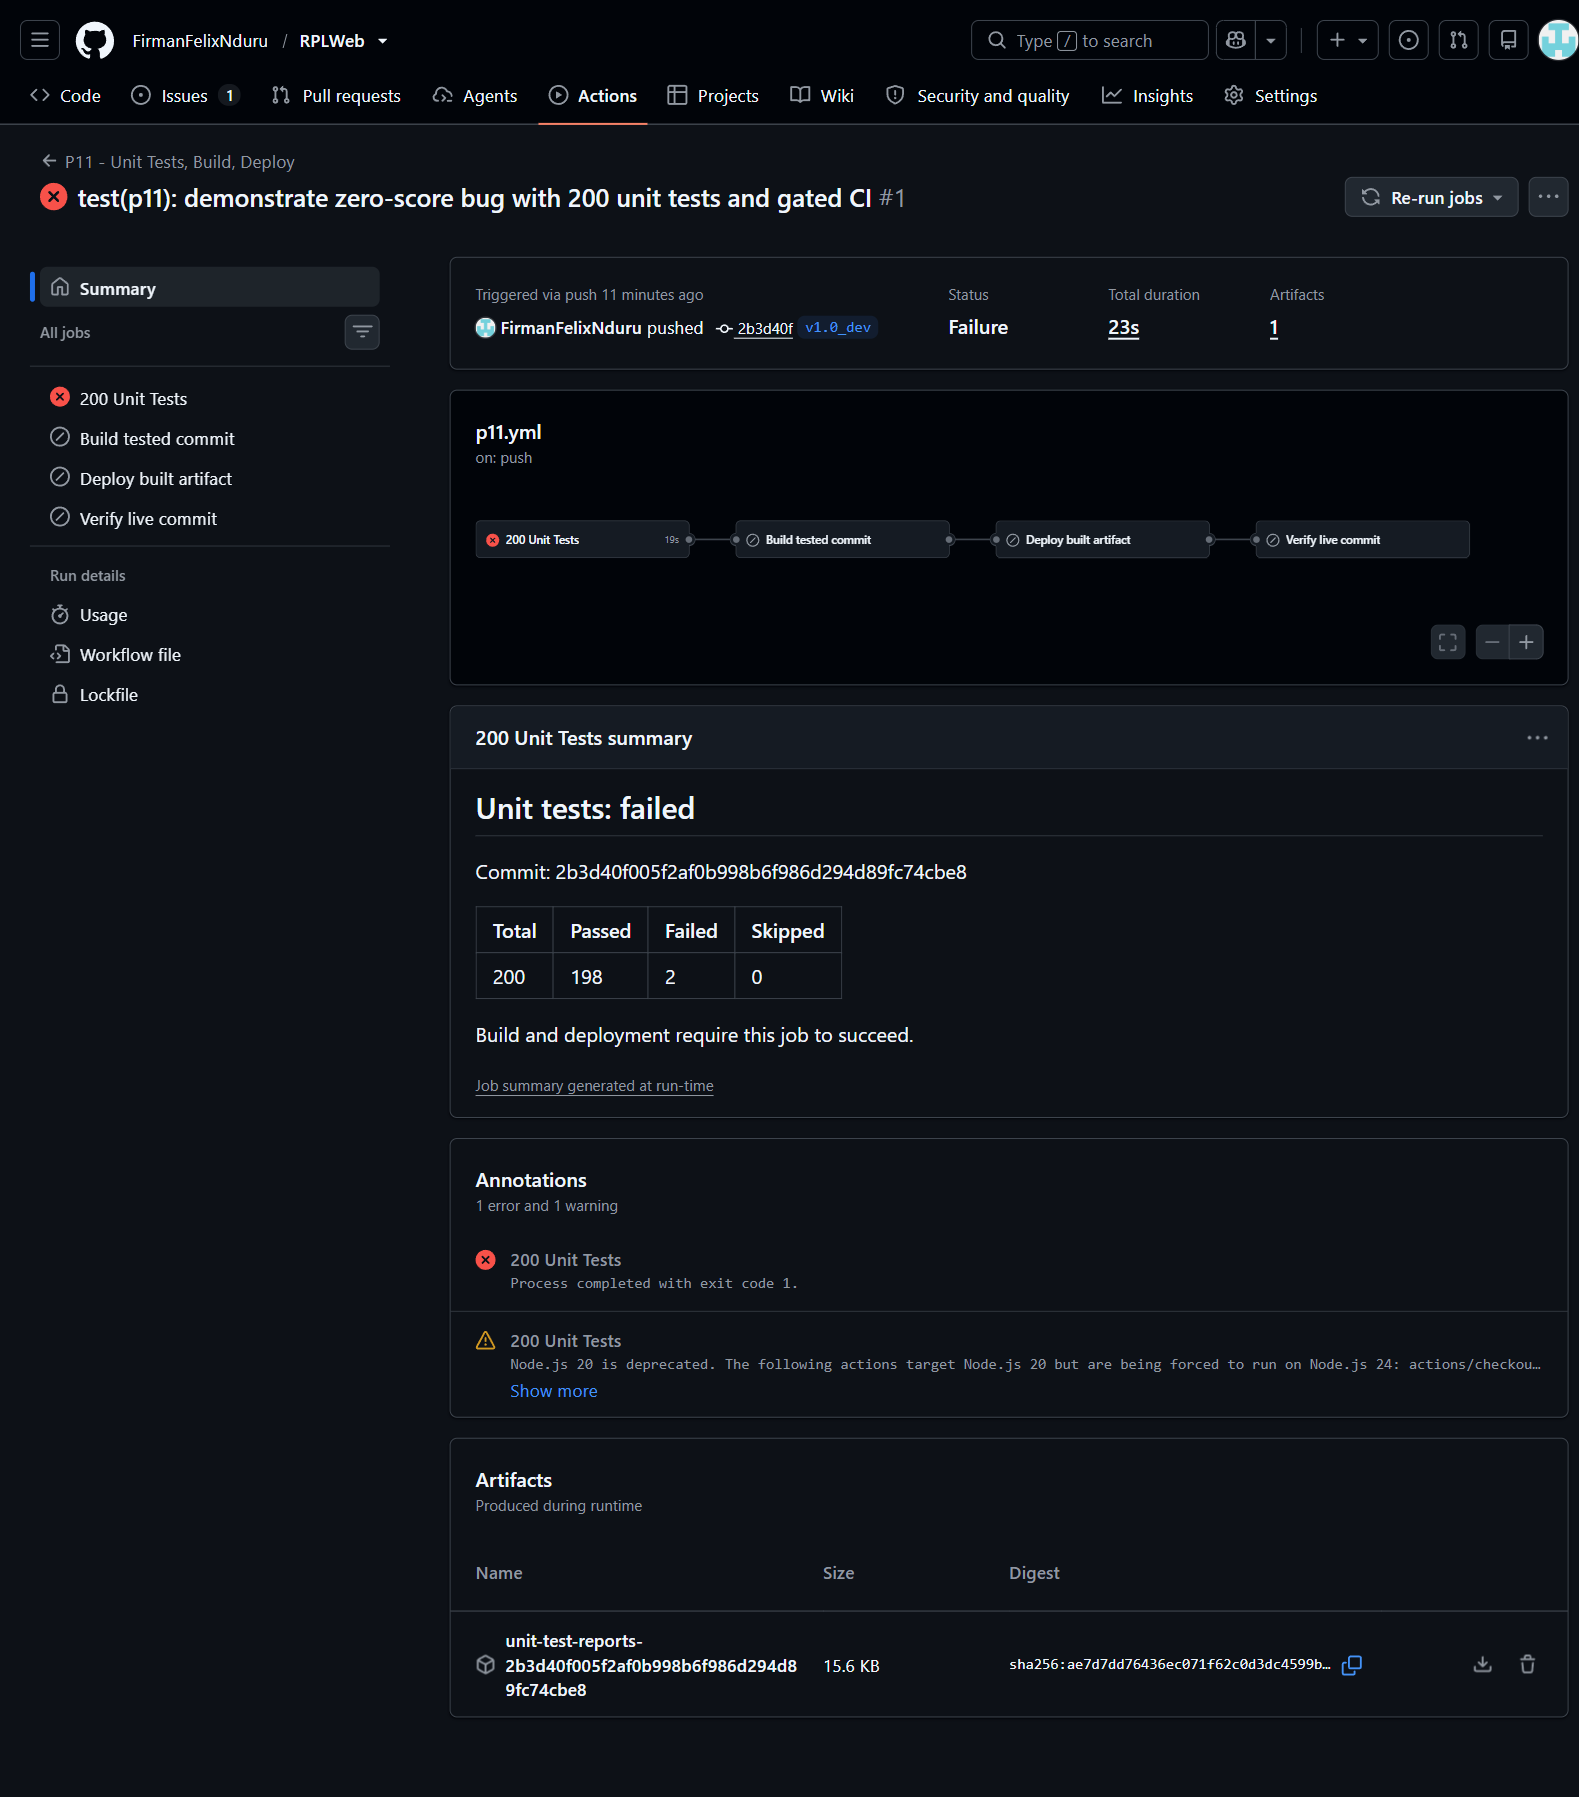 FirmanFelixNduru / RPLWeb
Type / to search
Code
Issues 1
Pull requests
Agents
Actions
Projects
Wiki
Security and quality
Insights
Settings
P11 - Unit Tests, Build, Deploy
test(p11): demonstrate zero-score bug with 200 unit tests and gated CI #1
Re-run jobs
Summary
All jobs
200 Unit Tests
Build tested commit
Deploy built artifact
Verify live commit
Run details
Usage
Workflow file
Lockfile
Triggered via push 11 minutes ago
FirmanFelixNduru pushed 2b3d40f v1.0_dev
Status
Failure
Total duration
23s
Artifacts
1
p11.yml
on: push
200 Unit Tests 19s
Build tested commit
Deploy built artifact
Verify live commit
200 Unit Tests summary
Unit tests: failed
Commit: 2b3d40f005f2af0b998b6f986d294d89fc74cbe8
Total Passed Failed Skipped
200 198 2 0
Build and deployment require this job to succeed.
Job summary generated at run-time
Annotations
1 error and 1 warning
200 Unit Tests
Process completed with exit code 1.
200 Unit Tests
Node.js 20 is deprecated. The following actions target Node.js 20 but are being forced to run on Node.js 24: actions/checkou…
Show more
Artifacts
Produced during runtime
Name Size Digest
unit-test-reports-
2b3d40f005f2af0b998b6f986d294d8
9fc74cbe8
15.6 KB
sha256:ae7d7dd76436ec071f62c0d3dc4599b…